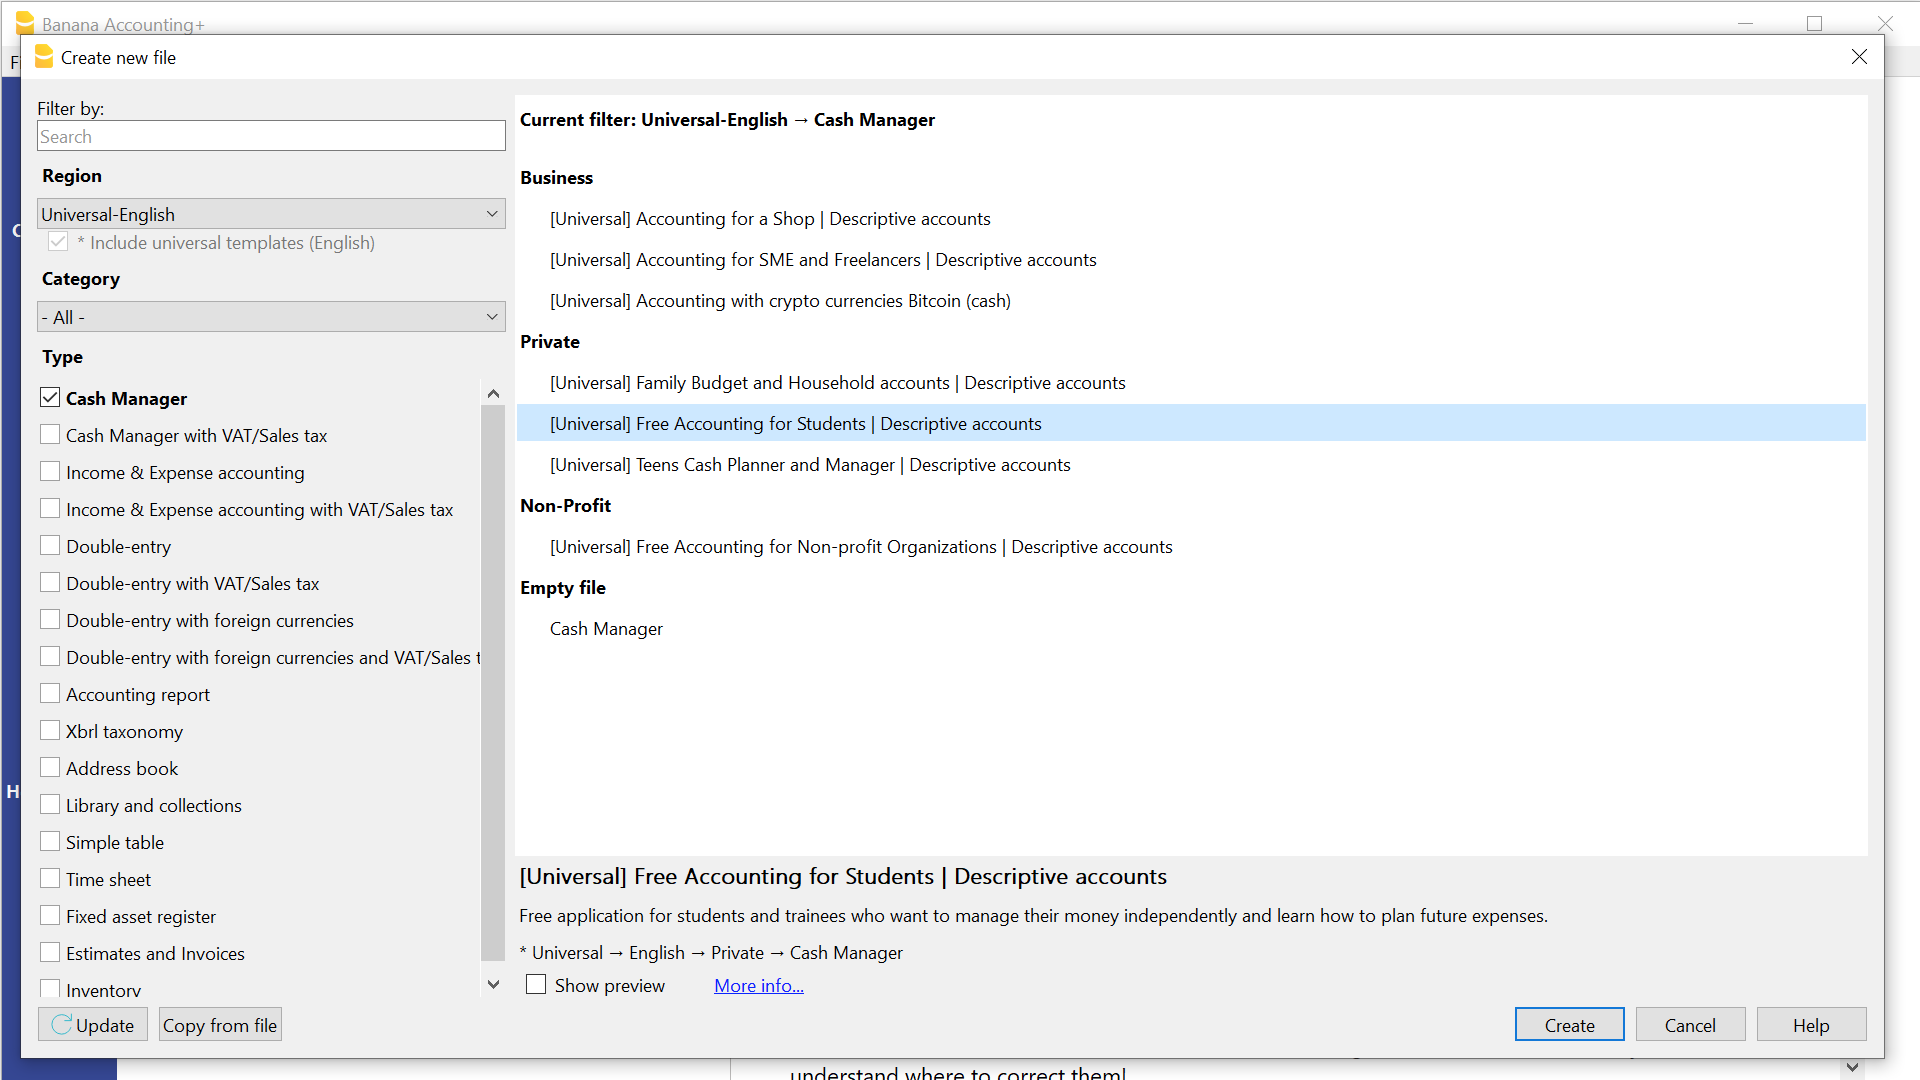 Banana Accounting+
Create new file
Filter by:
Search
Region
Universal-English
* Include universal templates (English)
Category
- All -
Type
Cash Manager
Cash Manager with VAT/Sales tax
Income & Expense accounting
Income & Expense accounting with VAT/Sales tax
Double-entry
Double-entry with VAT/Sales tax
Double-entry with foreign currencies
Double-entry with foreign currencies and VAT/Sales t
Accounting report
Xbrl taxonomy
Address book
Library and collections
Simple table
Time sheet
Fixed asset register
Estimates and Invoices
Inventory
Update
Copy from file
Current filter: Universal-English → Cash Manager
Business
[Universal] Accounting for a Shop | Descriptive accounts
[Universal] Accounting for SME and Freelancers | Descriptive accounts
[Universal] Accounting with crypto currencies Bitcoin (cash)
Private
[Universal] Family Budget and Household accounts | Descriptive accounts
[Universal] Free Accounting for Students | Descriptive accounts
[Universal] Teens Cash Planner and Manager | Descriptive accounts
Non-Profit
[Universal] Free Accounting for Non-profit Organizations | Descriptive accounts
Empty file
Cash Manager
[Universal] Free Accounting for Students | Descriptive accounts
Free application for students and trainees who want to manage their money independently and learn how to plan future expenses.
* Universal → English → Private → Cash Manager
Show preview
More info...
Create
Cancel
Help
understand where to correct them!